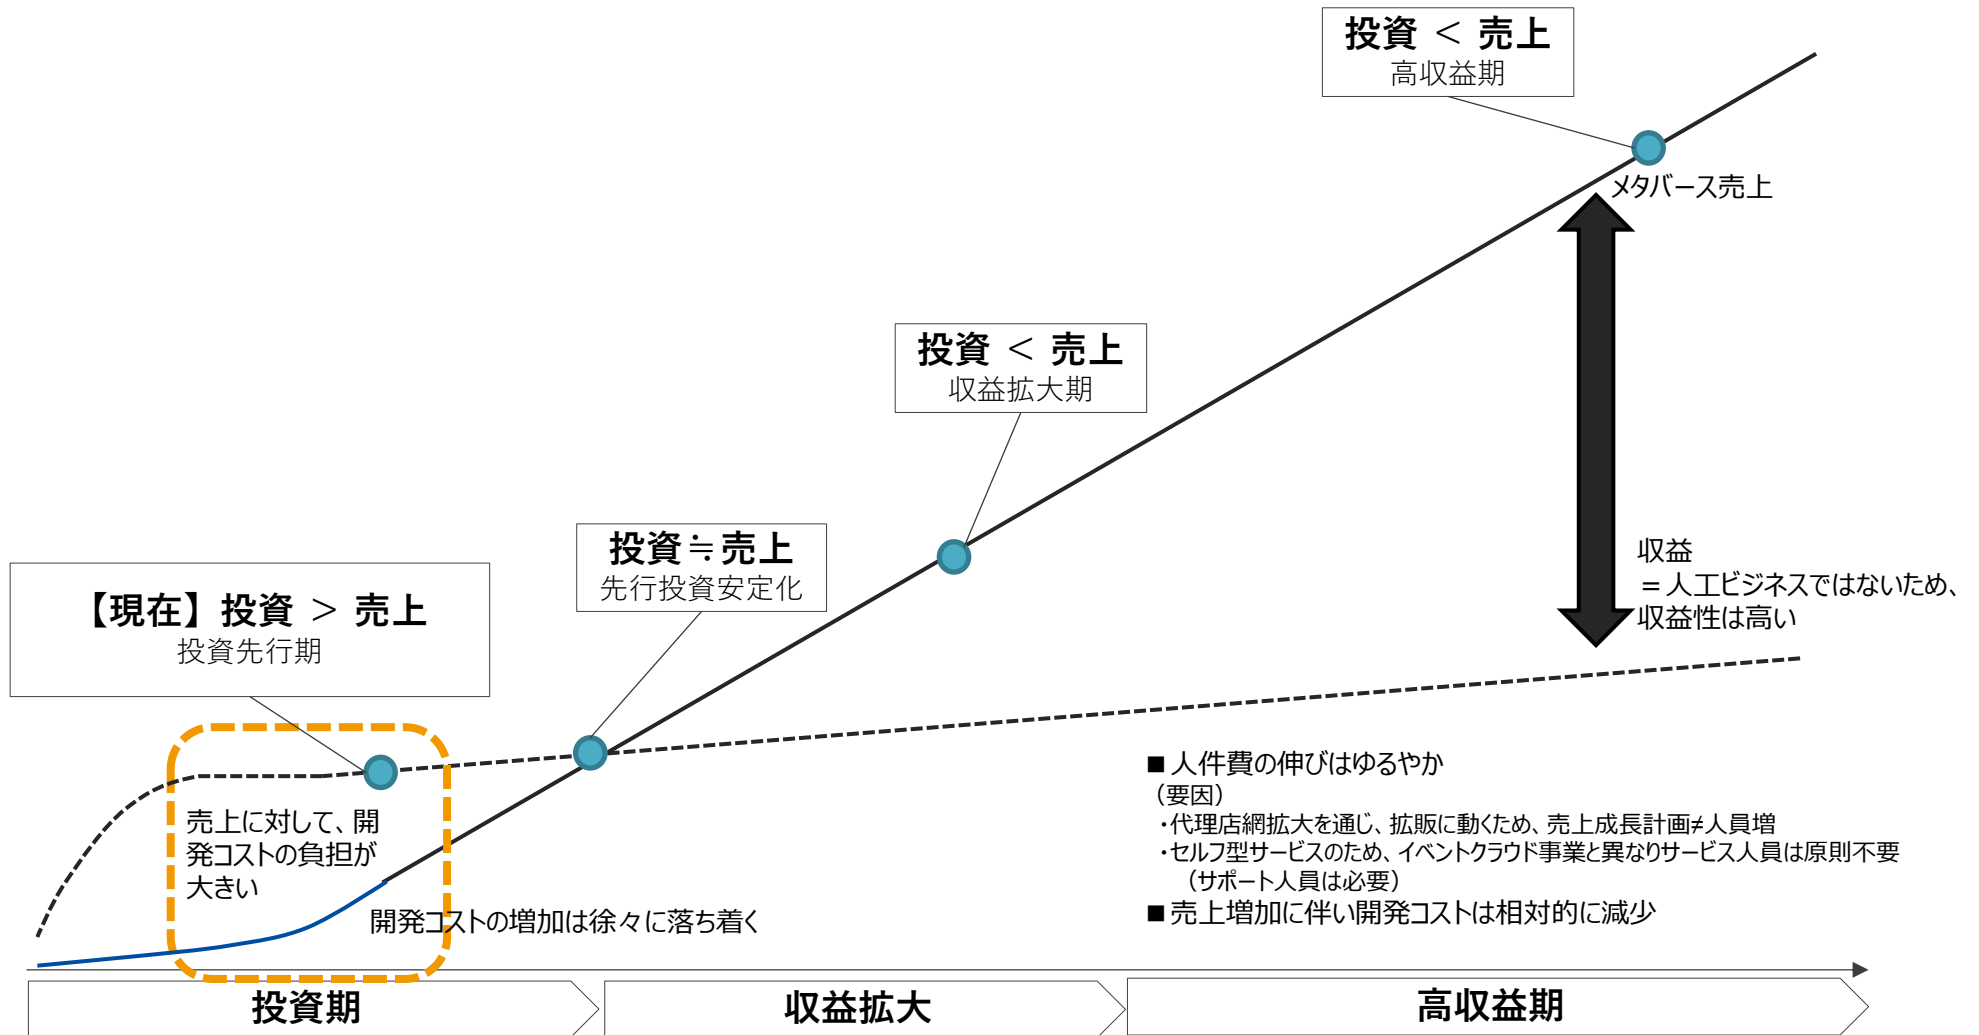 投資 ＜ 売上
高収益期
メタバース売上
投資 ＜ 売上
収益拡大期
収益
＝人工ビジネスではないため、
収益性は高い
投資≒売上
先行投資安定化
【現在】投資 ＞ 売上
投資先行期
売上に対して、開
発コストの負担が
大きい
開発コストの増加は徐々に落ち着く
■人件費の伸びはゆるやか
（要因）
・代理店網拡大を通じ、拡販に動くため、売上成長計画≠人員増
・セルフ型サービスのため、イベントクラウド事業と異なりサービス人員は原則不要
（サポート人員は必要）
■売上増加に伴い開発コストは相対的に減少
投資期
収益拡大
高収益期